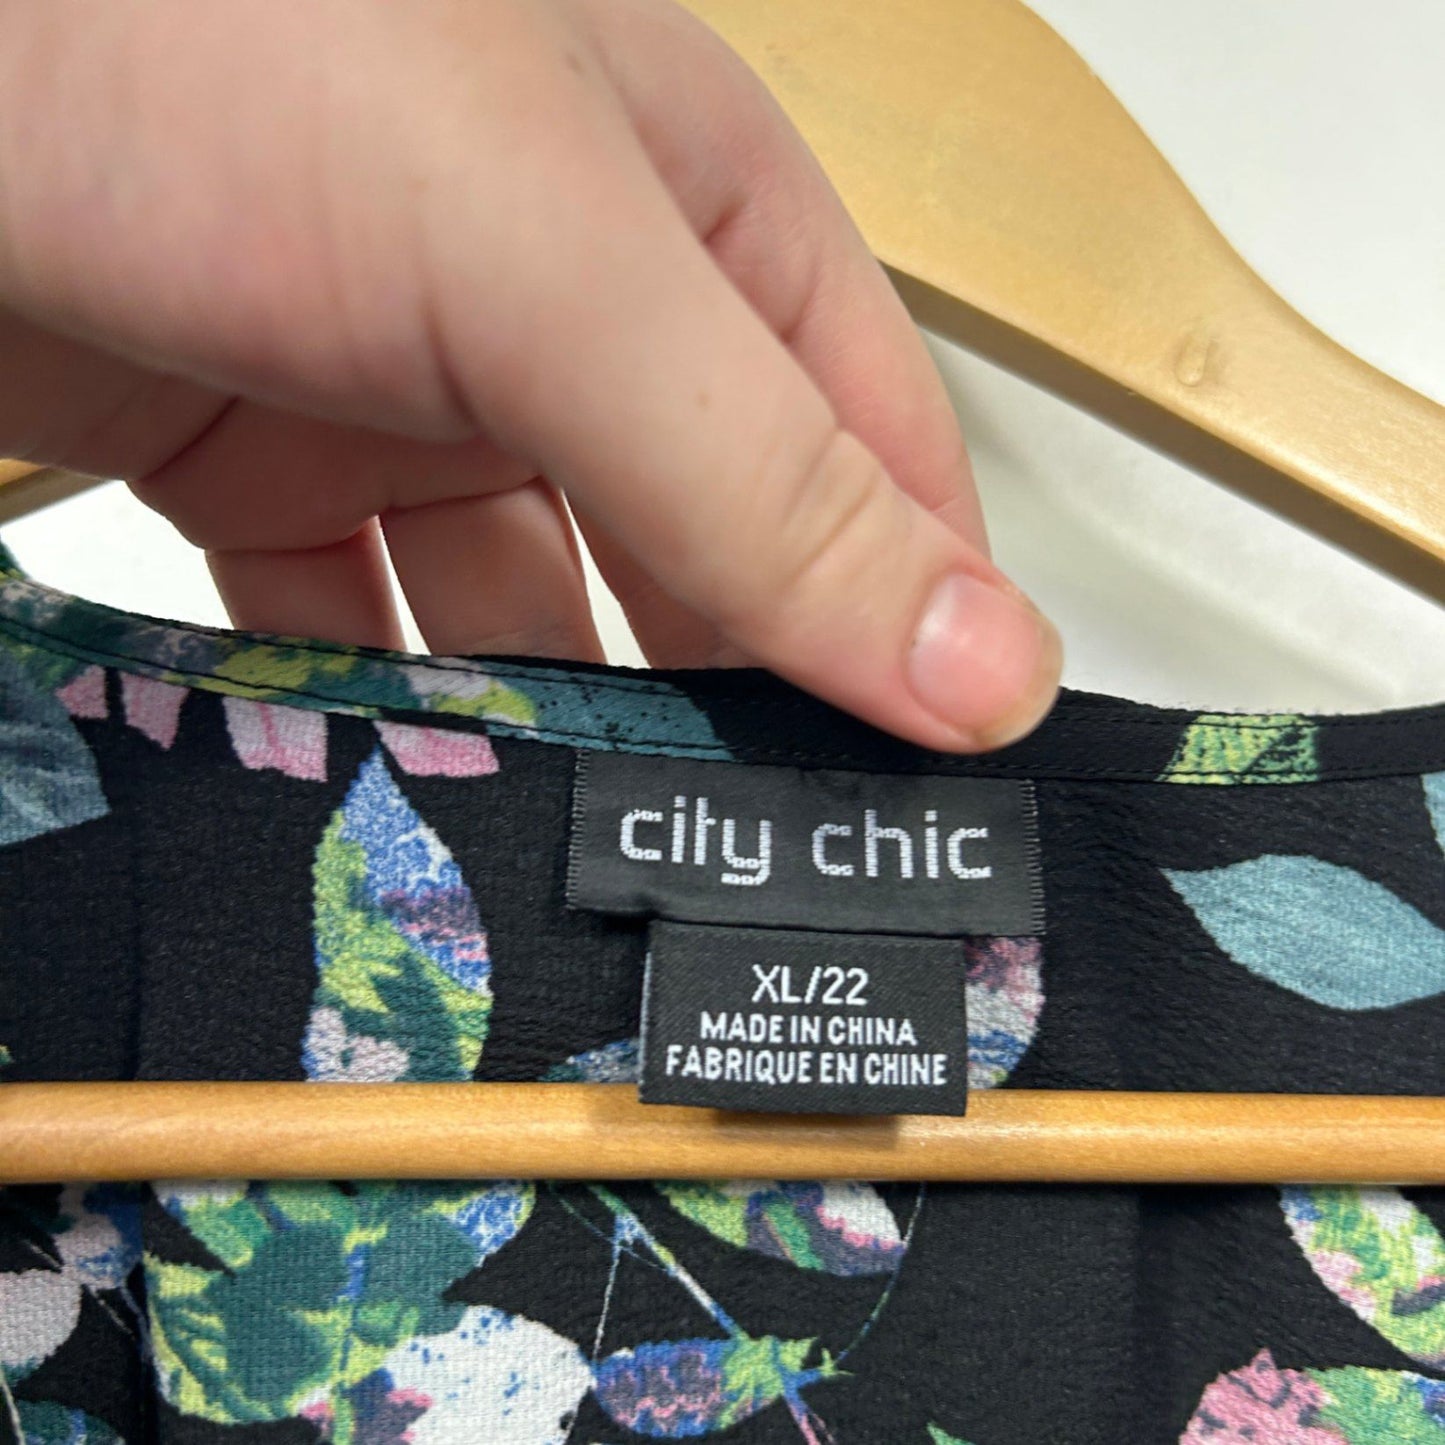 city chic
XL/22
MADE IN CHINA
FABRIQUE EN CHINE